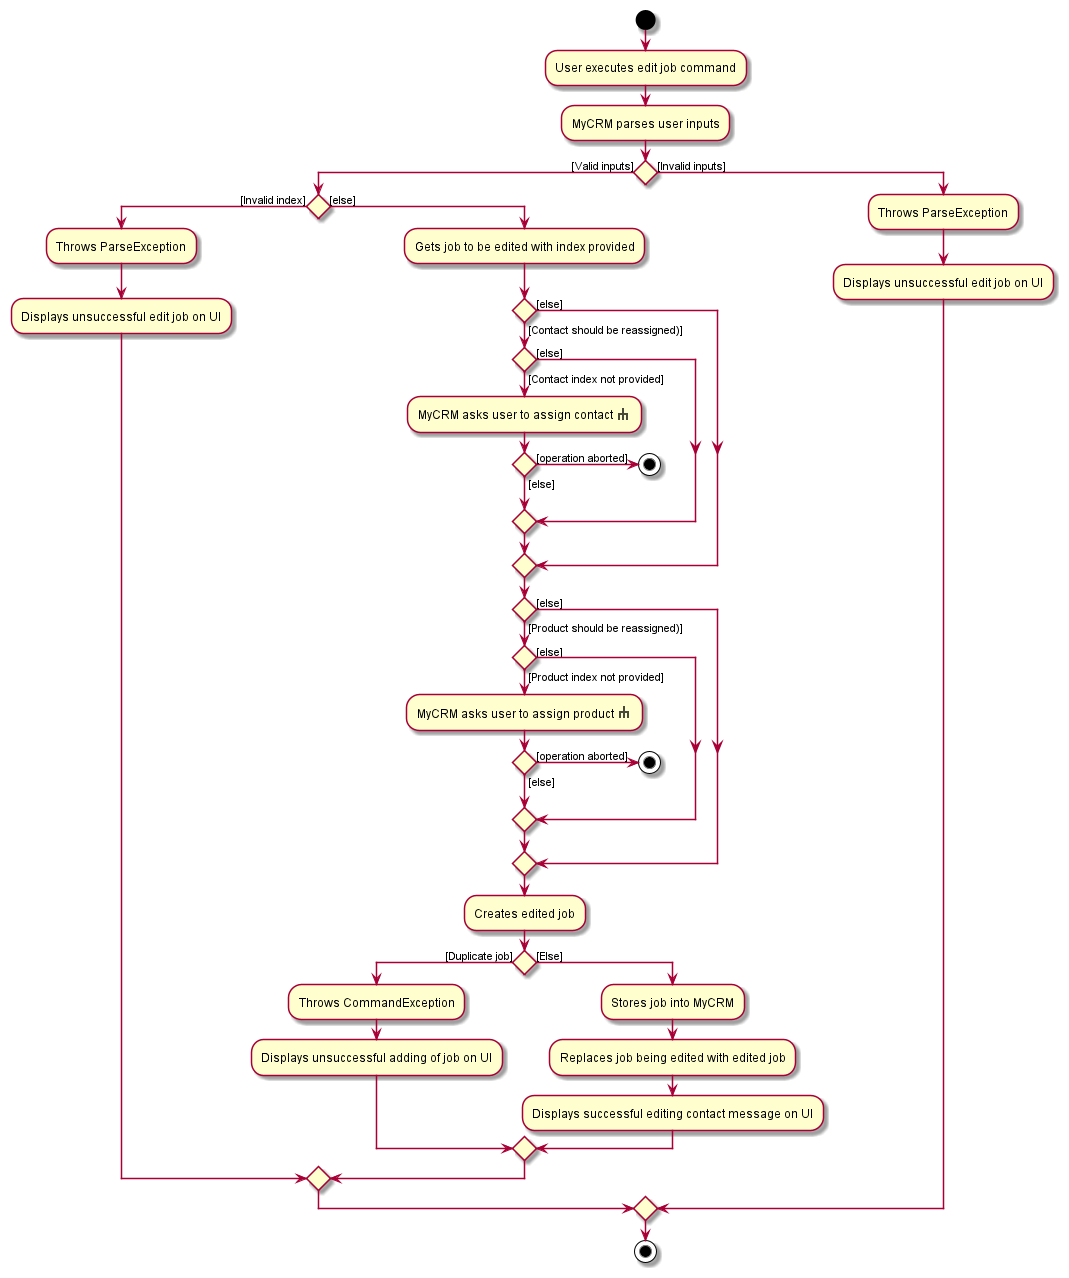 User executes edit job command
MyCRM parses user inputs
[Valid inputs]
[Invalid inputs]
[Invalid index]
[else]
Throws ParseException
Displays unsuccessful edit job on UI
Gets job to be edited with index provided
[else]
[Contact should be reassigned)]
[else]
[Contact index not provided]
MyCRM asks user to assign contact
[operation aborted]
[else]
[else]
[Product should be reassigned)]
[else]
[Product index not provided]
MyCRM asks user to assign product
[operation aborted]
[else]
Creates edited job
[Duplicate job]
[Else]
Throws CommandException
Displays unsuccessful adding of job on UI
Stores job into MyCRM
Replaces job being edited with edited job
Displays successful editing contact message on UI
Throws ParseException
Displays unsuccessful edit job on UI